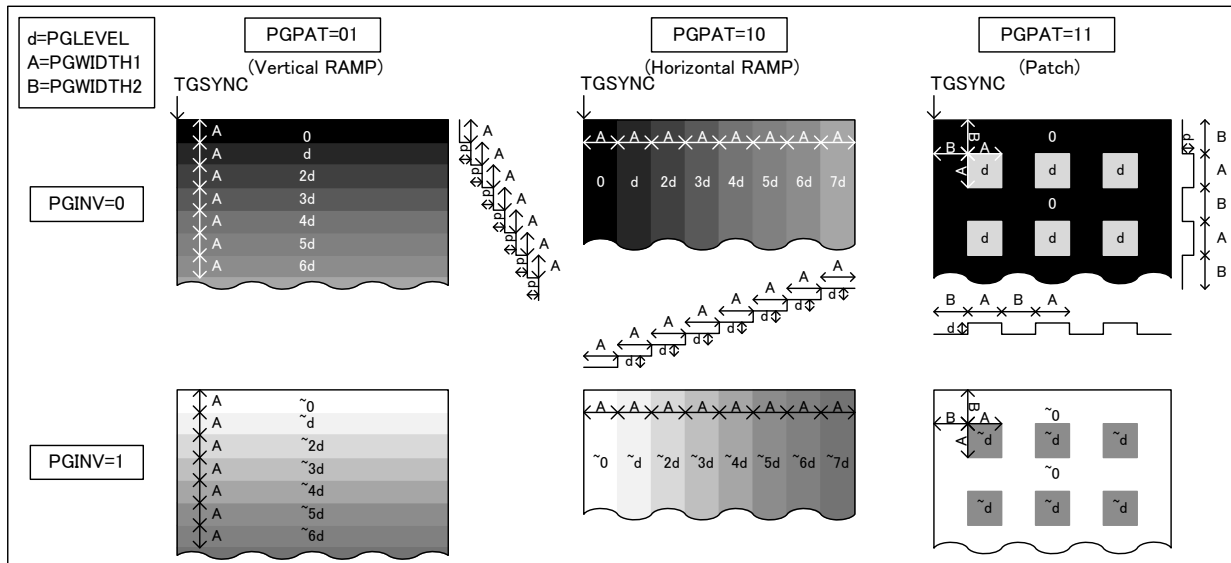 d=PGLEVEL
A=PGWIDTH1
B=PGWIDTH2
PGPAT=01
(Vertical RAMP)
PGPAT=10
(Horizontal RAMP)
PGPAT=11
(Patch)
PGINV=0
TGSYNC
A 0
A d
A 2d
A 3d
A 4d
A 5d
A 6d
A
d
A
d
A
d
A
d
A
d
A
d
A
d
TGSYNC
A A A A A A A A
0 d 2d 3d 4d 5d 6d 7d
A
d
A
d
A
d
A
d
A
d
A
d
A
d
A
TGSYNC
B 0
B A
A d d d
0
d d d
d
B
A
B
A
B
B A B A
d
PGINV=1
A ~0
A ~d
A ~2d
A ~3d
A ~4d
A ~5d
A ~6d
A A A A A A A A
~0 ~d ~2d ~3d ~4d ~5d ~6d ~7d
B ~0
B A
A ~d ~d ~d
~0
~d ~d ~d